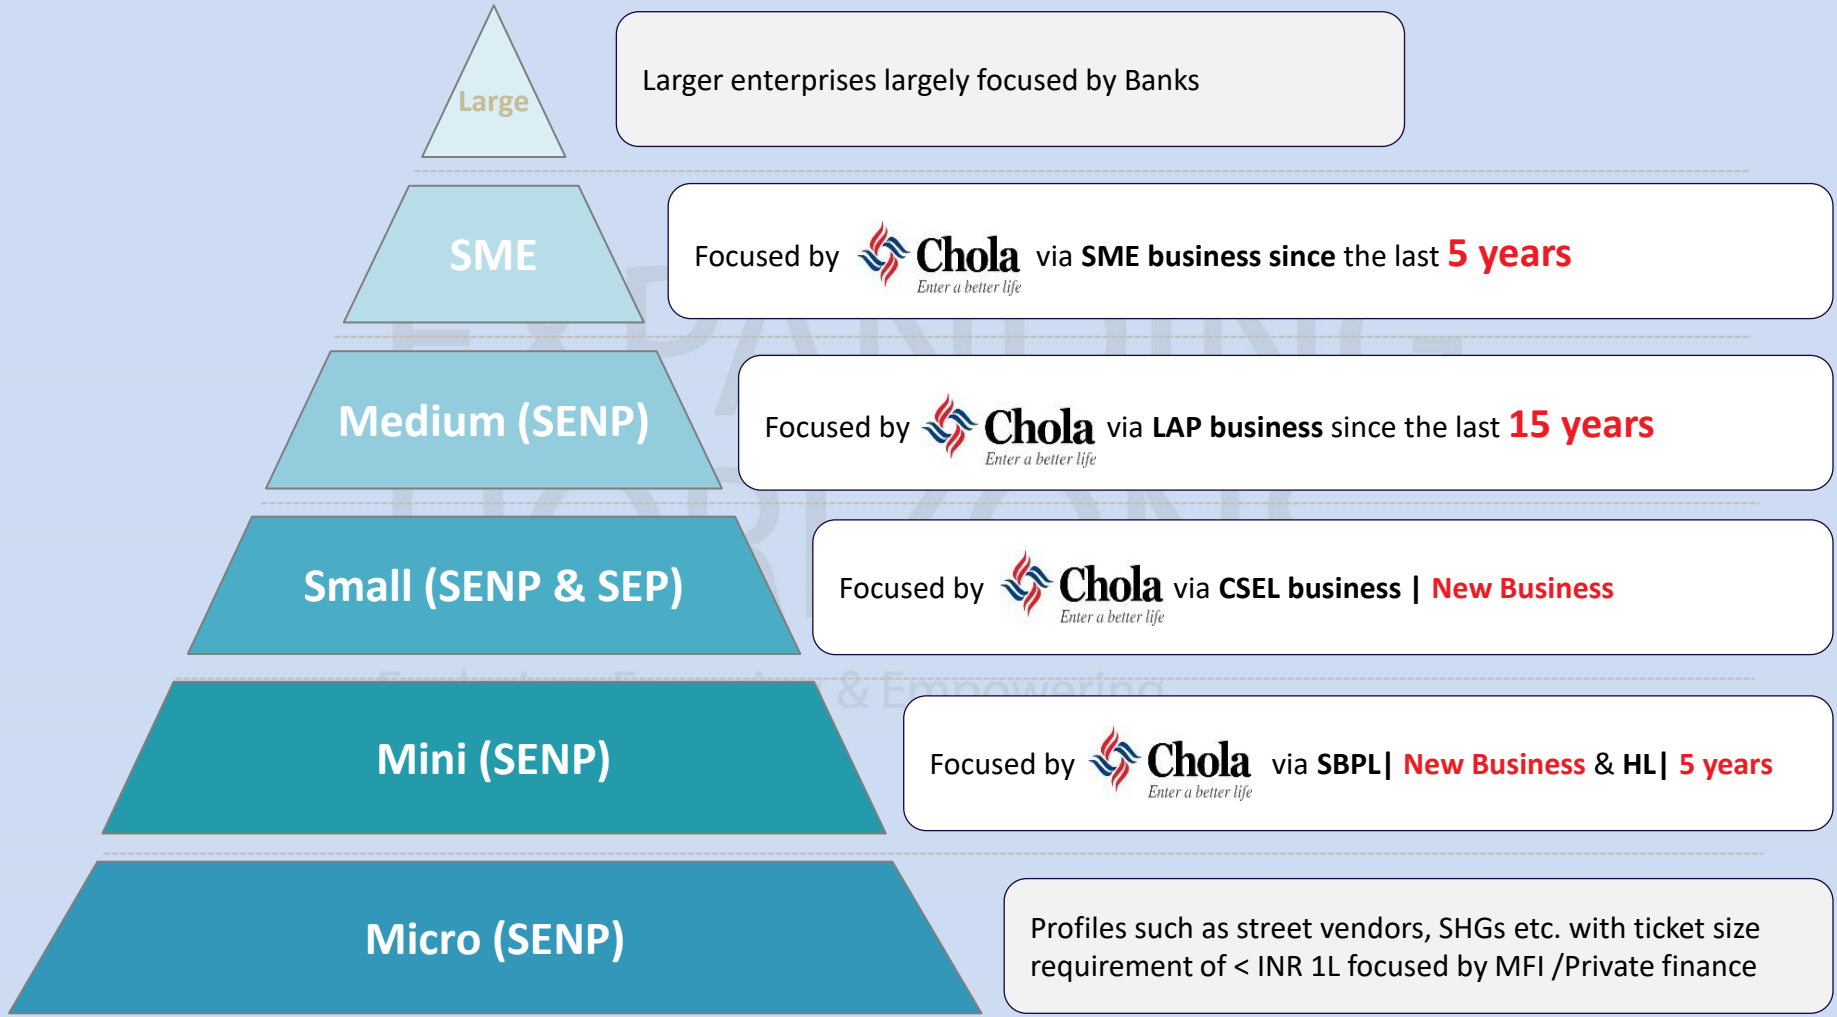 Large
Larger enterprises largely focused by Banks
SME
Focused by Chola via SME business since the last 5 years
Enter a better life
Medium (SENP)
Focused by Chola via LAP business since the last 15 years
Enter a better life
Small (SENP & SEP)
Focused by Chola via CSEL business | New Business
Enter a better life
& Empowering
Mini (SENP)
Focused by Chola via SBPL| New Business & HL| 5 years
Enter a better life
Micro (SENP)
Profiles such as street vendors, SHGs etc. with ticket size
requirement of < INR 1L focused by MFI /Private finance
EXPANDING
HORIZONS